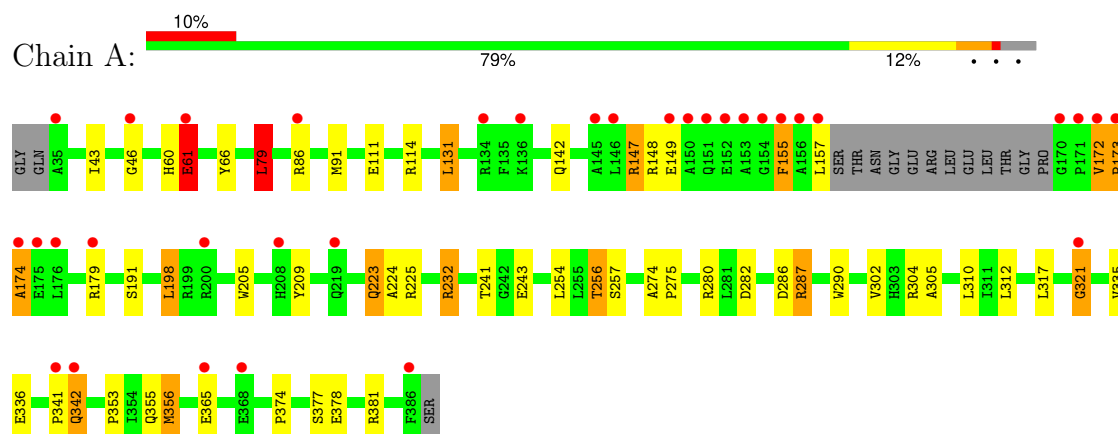 10%
Chain A:
79% 12% • • •
GLY GLN A35 I43 G46 H60 E61 Y66 L79 R86 M91 E111 R114 L131 R134 F135 K136 Q142 A145 L146 R147 R148 E149 A150 Q151 E152 A153 G154 F155 A156 L157 SER THR ASN GLY GLU ARG LEU GLU LEU THR GLY PRO G170 P171 V172
A174 E175 L176 R179 S191 L198 R199 R200 W205 H208 Y209 Q219 Q223 A224 R225 R232 T241 G242 E243 L254 L255 T256 S257 A274 P275 R280 L281 D282 D286 R287 W290 V302 H303 R304 A305 L310 I311 L312 L317 G321
E336 P341 Q342 P353 I354 Q355 M356 E365 E368 P374 S377 E378 R381 F386 SER